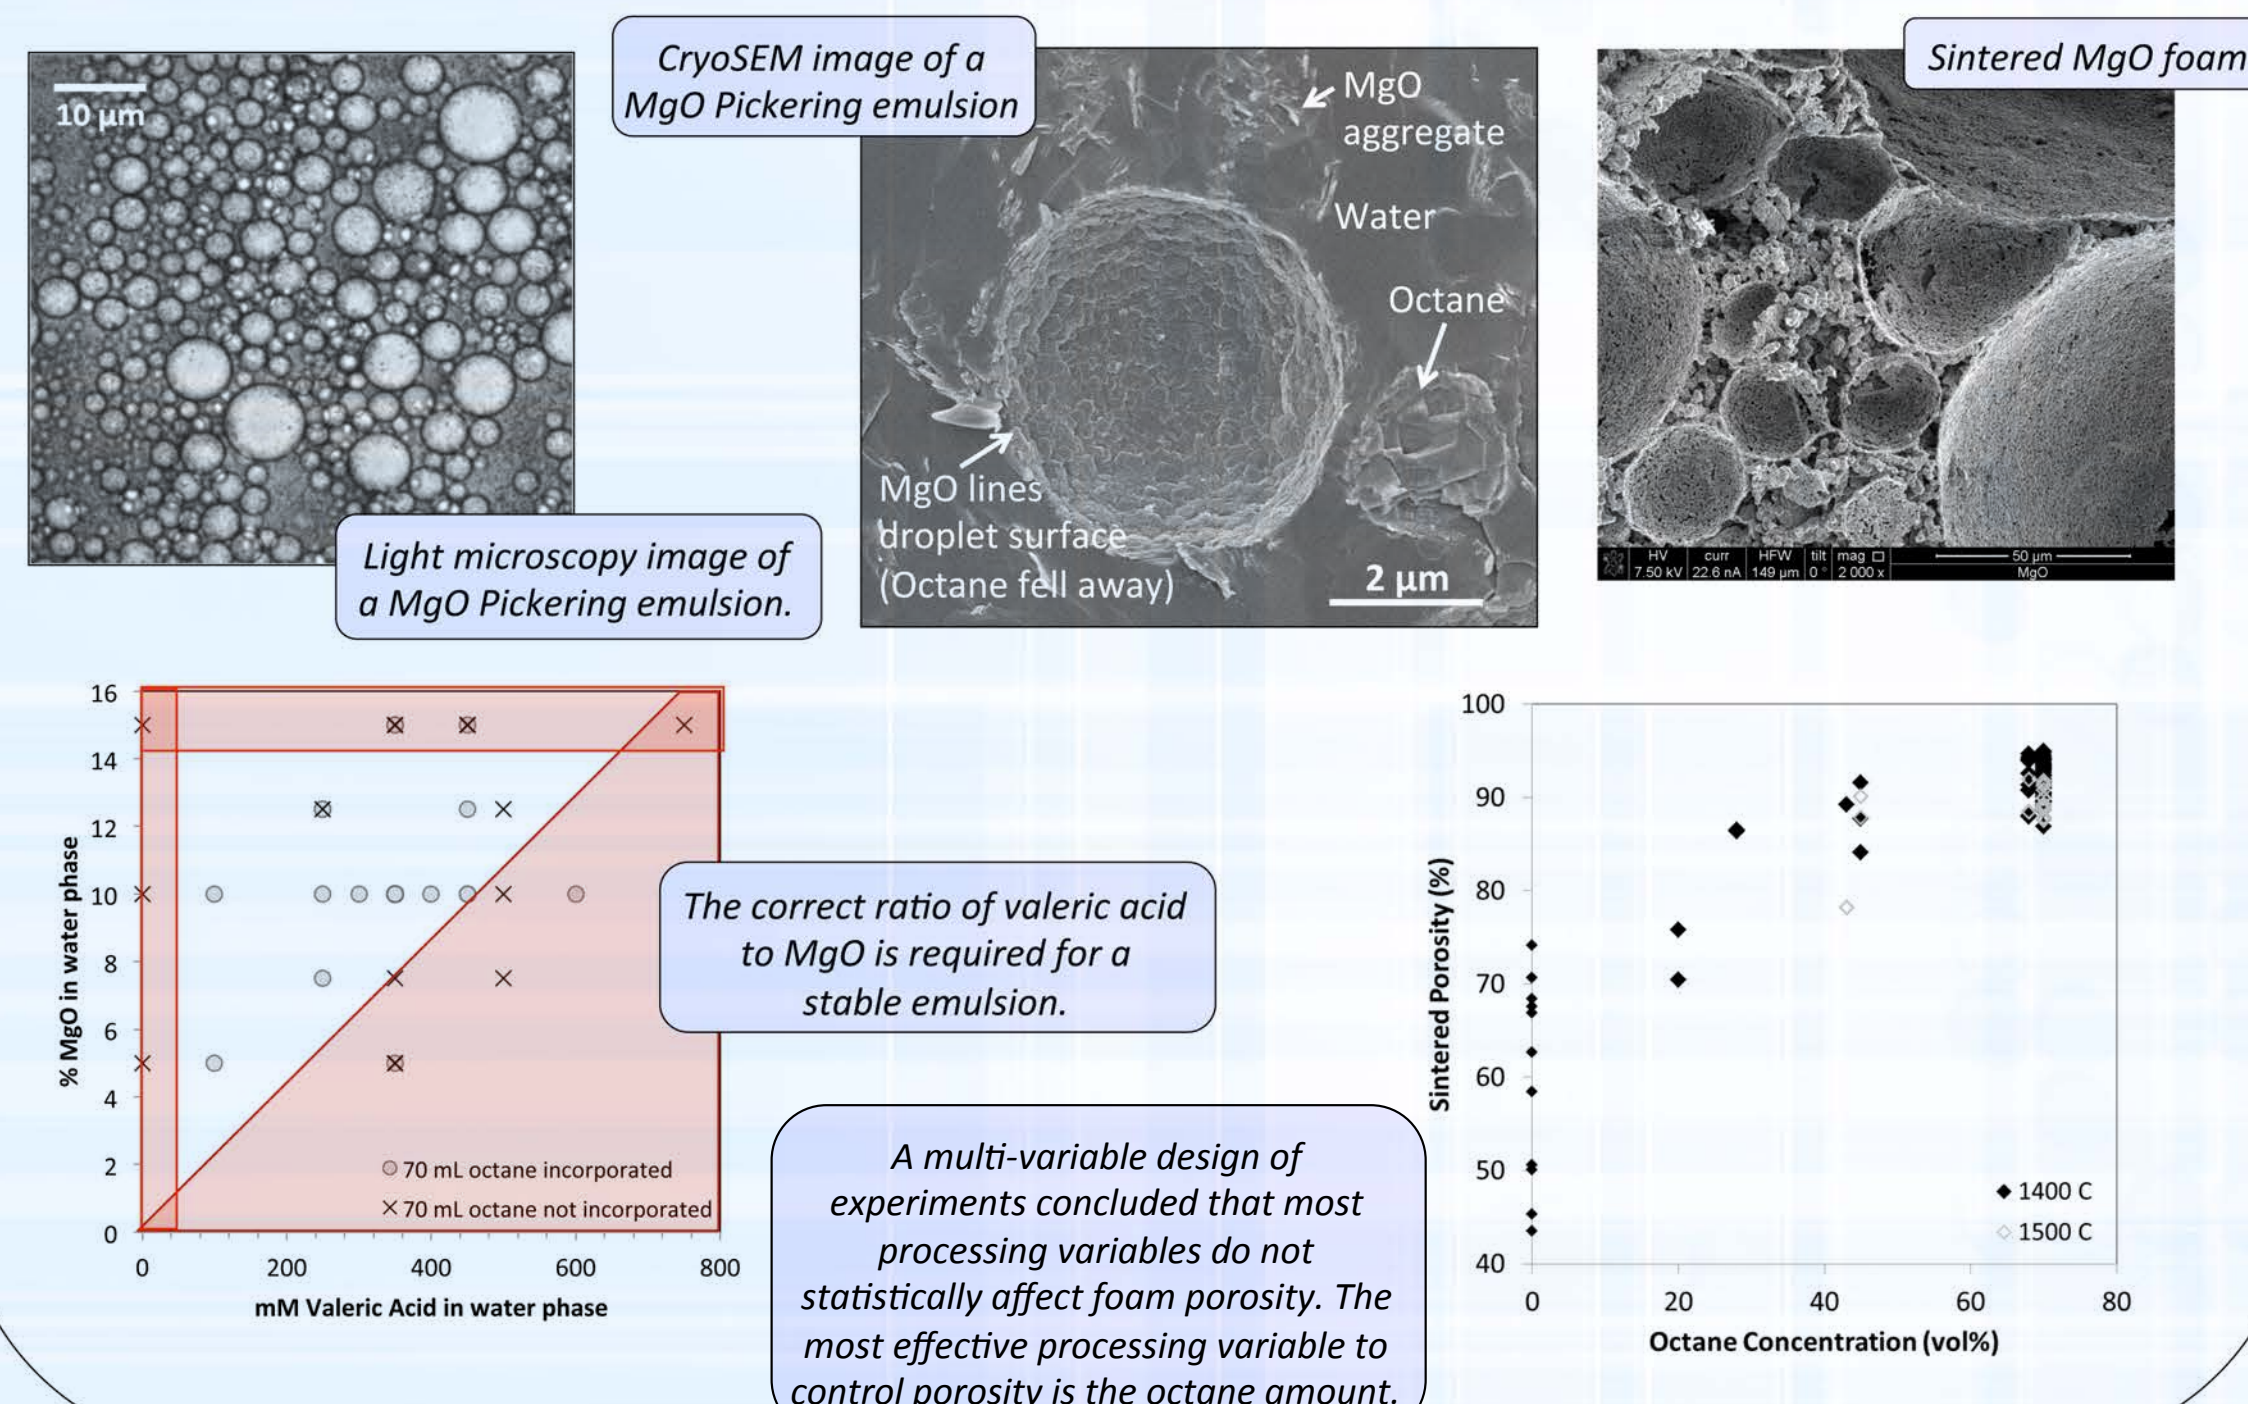 10 μm
Light microscopy image of
a MgO Pickering emulsion.
CryoSEM image of a
MgO Pickering emulsion
MgO
aggregate
Water
Octane
MgO lines
droplet surface
(Octane fell away)
2 μm
Sintered MgO foam
HV curr HFW tilt mag 50 μm
7.50 kV 22.6 nA 149 μm 0 ° 2 000 x MgO
16
14
12
10
8
6
4
2
0
% MgO in water phase
70 mL octane incorporated
70 mL octane not incorporated
0 200 400 600 800
mM Valeric Acid in water phase
The correct ratio of valeric acid
to MgO is required for a
stable emulsion.
A multi-variable design of
experiments concluded that most
processing variables do not
statistically affect foam porosity. The
most effective processing variable to
control porosity is the octane amount.
100
90
80
70
60
50
40
Sintered Porosity (%)
1400 C
1500 C
0 20 40 60 80
Octane Concentration (vol%)